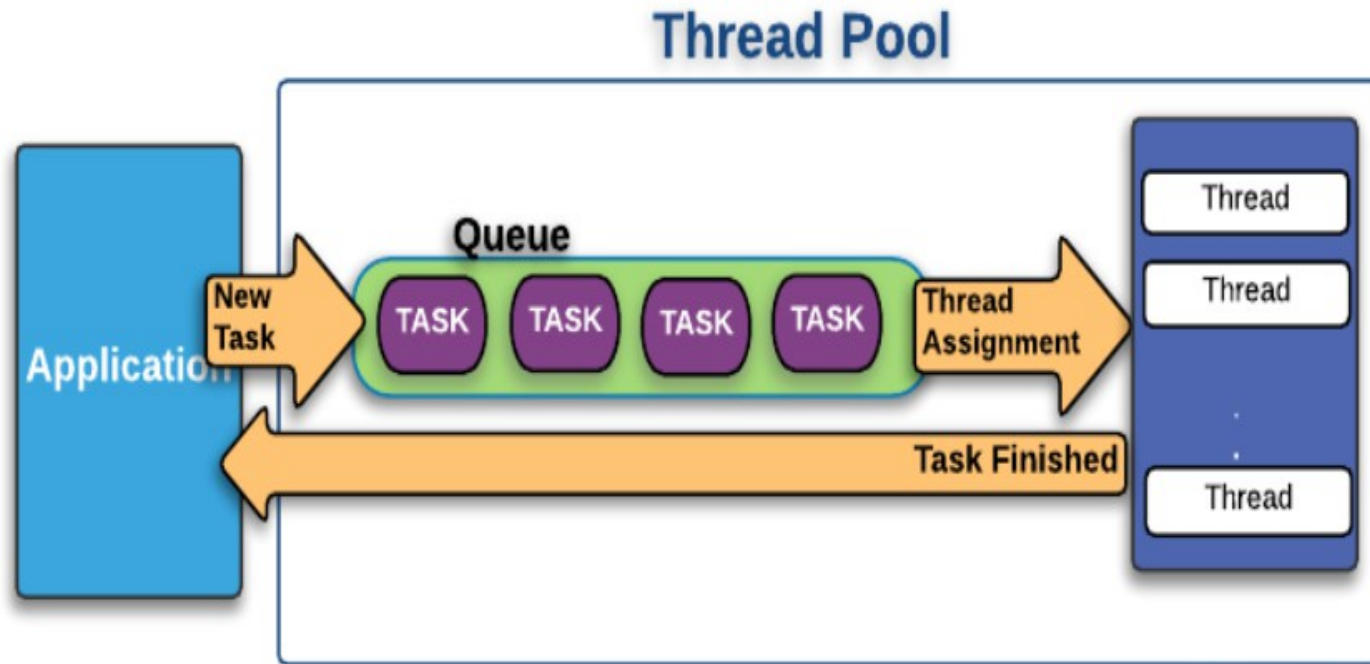 Thread Pool
Application
New
Task
Queue
TASK
TASK
TASK
TASK
Thread
Assignment
Thread
Thread
.
.
Thread
Task Finished